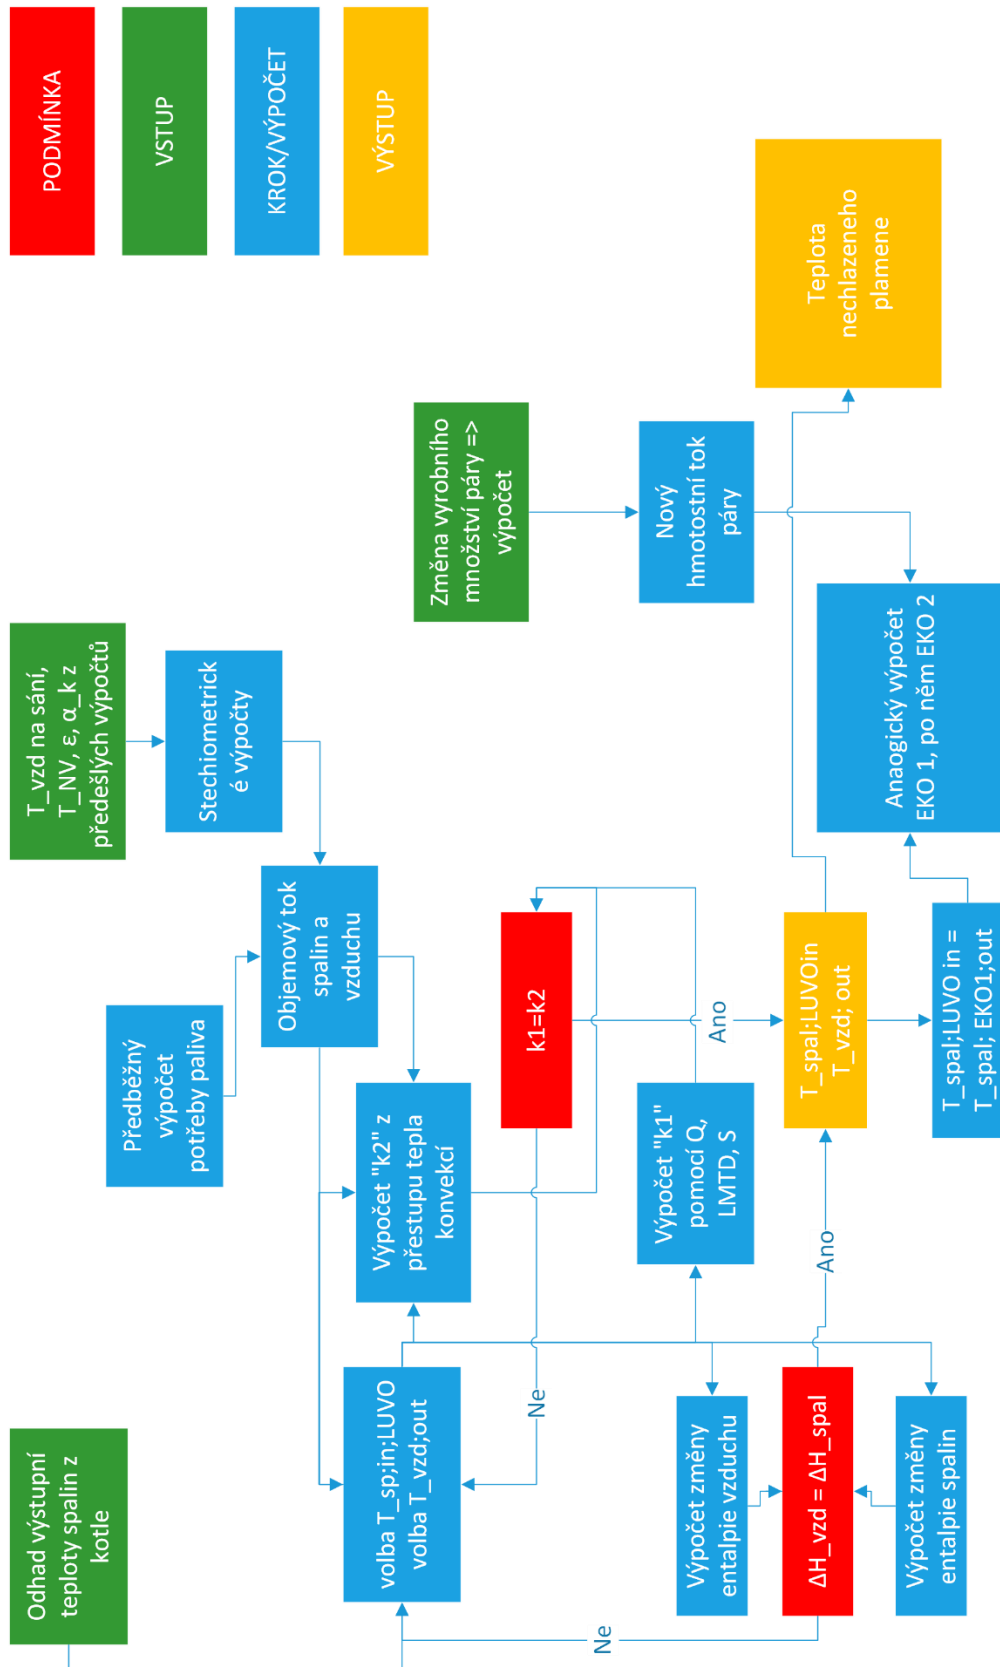 PODMÍNKA
VSTUP
KROK/VÝPOČET
VÝSTUP
Odhad výstupní
teploty spalin z
kotle
T_vzd na sání,
T_NV, ε, α_k z
předešlých výpočtů
Předběžný
výpočet
potřeby paliva
Stechiometrick
é výpočty
Objemový tok
spalin a
vzduchu
volba T_sp;in;LUVO
volba T_vzd;out
Výpočet "k2" z
přestupu tepla
konvekcí
k1=k2
Ne
Ano
Změna vyrobního
množství páry =>
výpočet
Výpočet "k1"
pomocí Q,
LMTD, S
Nový
hmotostní tok
páry
Výpočet změny
entalpie vzduchu
ΔH_vzd = ΔH_spal
Ne
Ano
Výpočet změny
entalpie spalin
T_spal;LUVOin
T_vzd; out
Teplota
nechlazeneho
plamene
T_spal;LUVO in =
T_spal; EKO1;out
Anaogický výpočet
EKO 1, po něm EKO 2